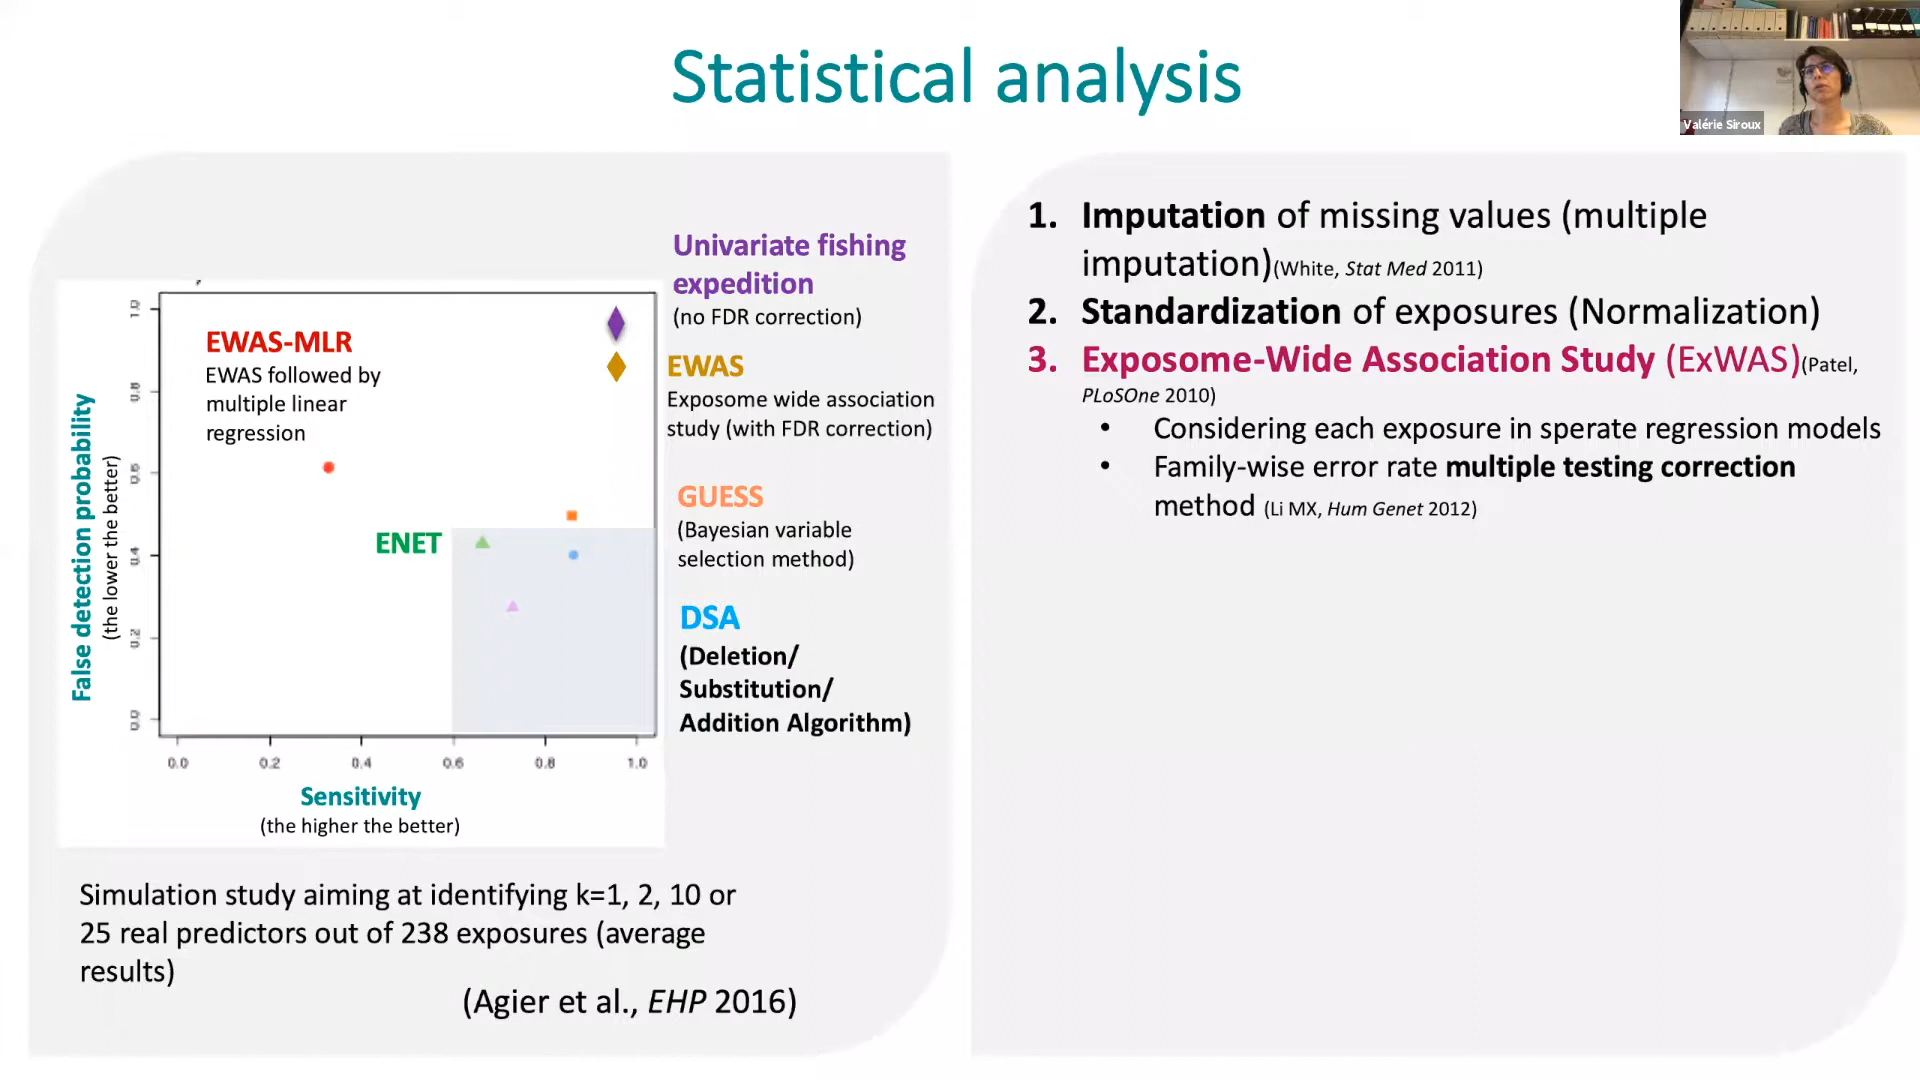 Statistical analysis
Valérie Siroux
Univariate fishing
expedition
(no FDR correction)
EWAS
Exposome wide association
study (with FDR correction)
GUESS
(Bayesian variable
selection method)
DSA
(Deletion/
Substitution/
Addition Algorithm)
EWAS-MLR
EWAS followed by
multiple linear
regression
ENET
False detection probability
(the lower the better)
1.0
0.8
0.6
0.4
0.2
0.0
0.0 0.2 0.4 0.6 0.8 1.0
Sensitivity
(the higher the better)
Simulation study aiming at identifying k=1, 2, 10 or
25 real predictors out of 238 exposures (average
results)
(Agier et al., EHP 2016)
1. Imputation of missing values (multiple
imputation)(White, Stat Med 2011)
2. Standardization of exposures (Normalization)
3. Exposome-Wide Association Study (ExWAS)(Patel,
PLoSOne 2010)
• Considering each exposure in sperate regression models
• Family-wise error rate multiple testing correction
method (Li MX, Hum Genet 2012)